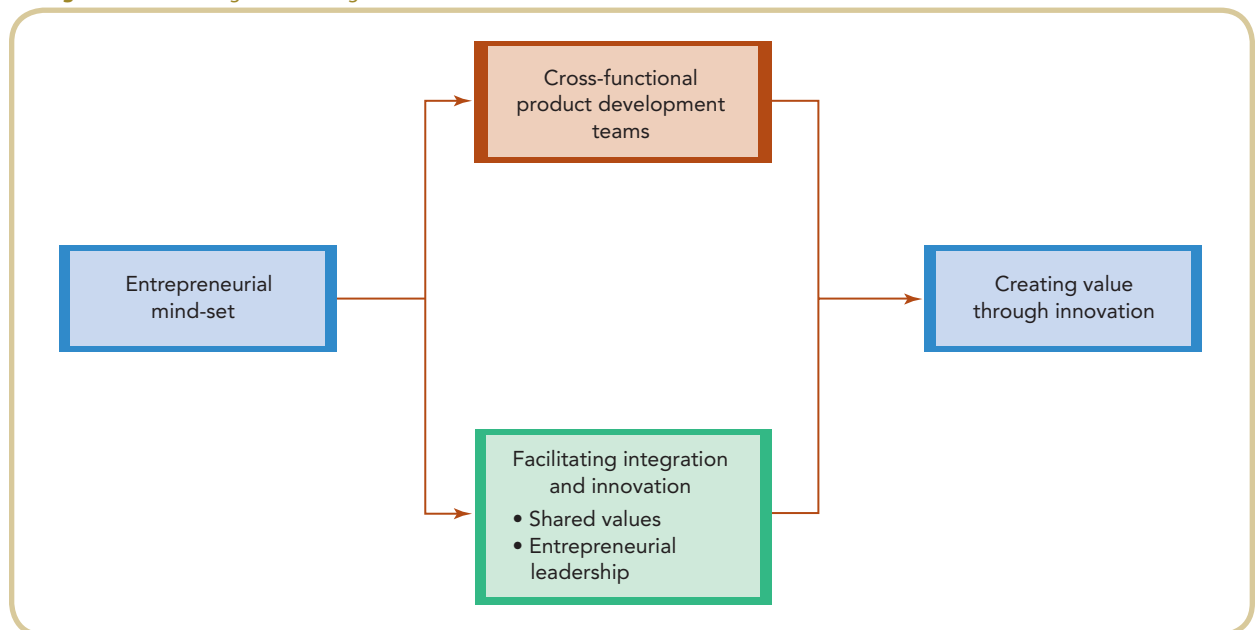 Cross-functional
product development
teams
Entrepreneurial
mind-set
Creating value
through innovation
Facilitating integration
and innovation
• Shared values
• Entrepreneurial
leadership